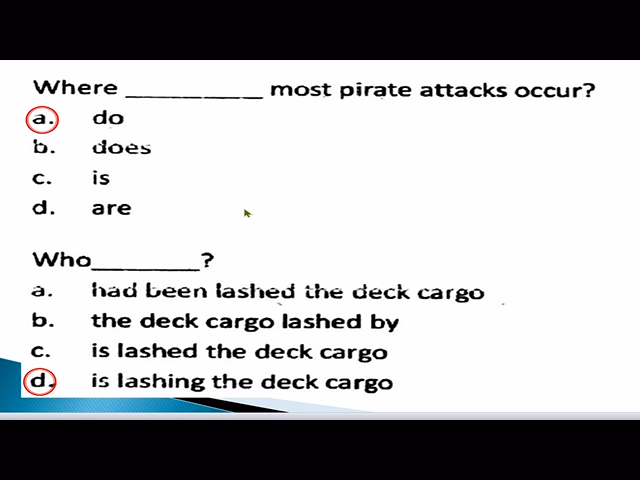 Where __________ most pirate attacks occur?
a. do
b. does
c. is
d. are
Who________?
a. had been lashed the deck cargo
b. the deck cargo lashed by
c. is lashed the deck cargo
d. is lashing the deck cargo